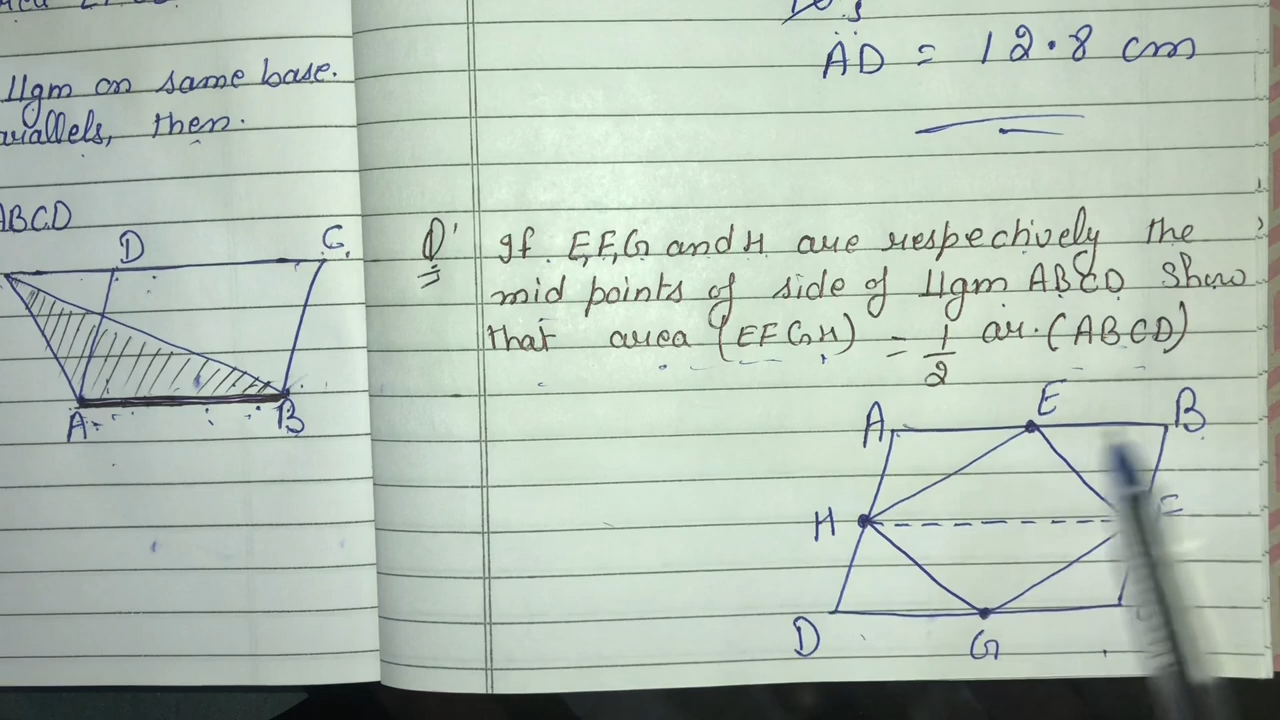 llgm on same base.
then.
ABCD
D
C
A
B
AD = 12.8 cm
Q'
If E,F,G and H are respectively the
mid points of side of llgm ABCD Show
that area (EFGH) = 1/2 ar.(ABCD)
A
E
B
H
D
G